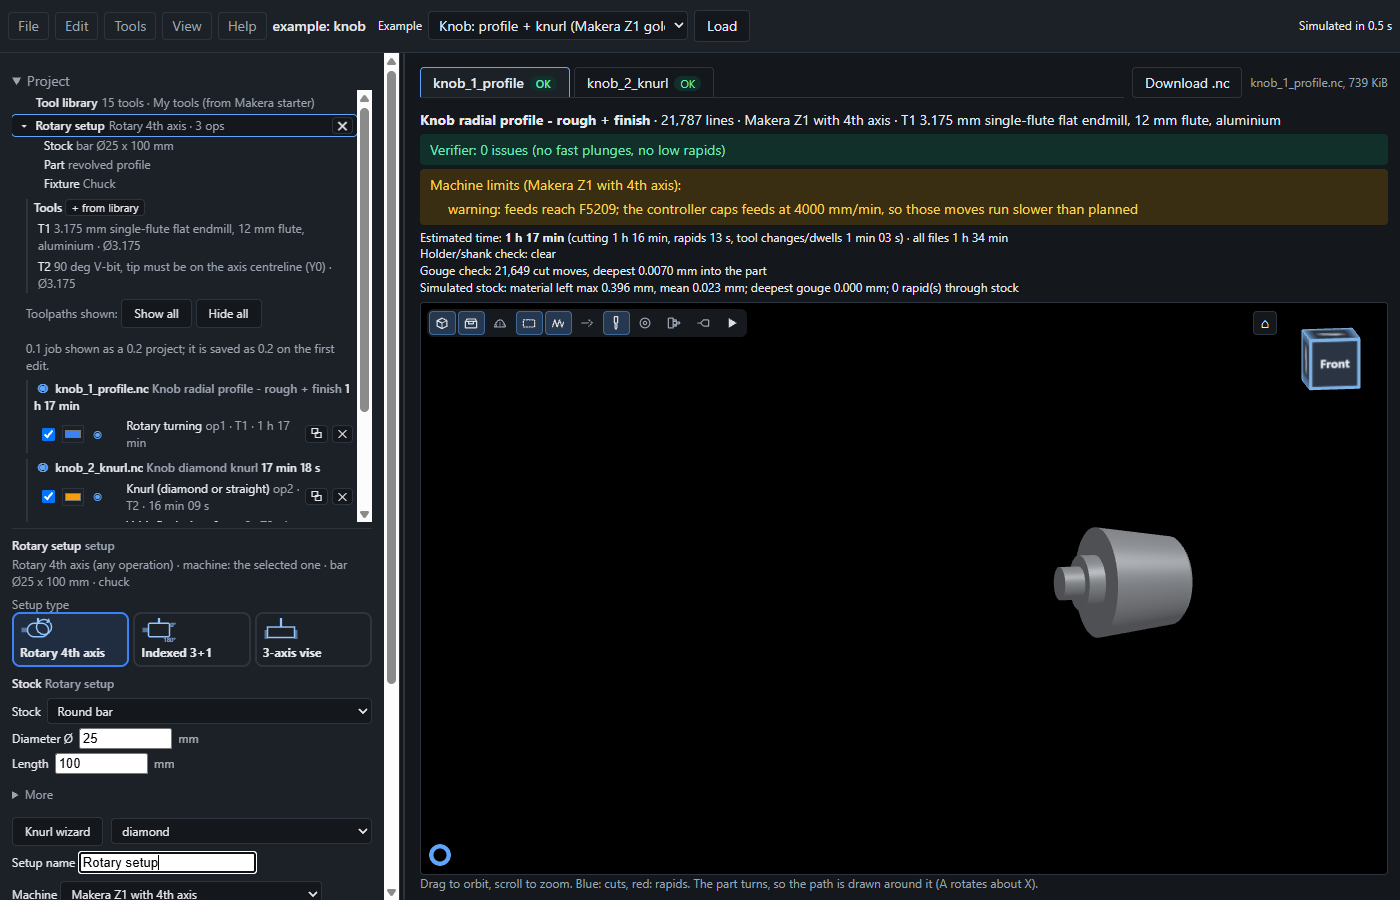 File Edit Tools View Help example: knob Example Knob: profile + knurl (Makera Z1 gol Load Simulated in 0.5 s
Project
Tool library 15 tools · My tools (from Makera starter)
Rotary setup Rotary 4th axis · 3 ops
Stock bar Ø25 x 100 mm
Part revolved profile
Fixture Chuck
Tools + from library
T1 3.175 mm single-flute flat endmill, 12 mm flute,
aluminium · Ø3.175
T2 90 deg V-bit, tip must be on the axis centreline (Y0) ·
Ø3.175
Toolpaths shown: Show all Hide all
0.1 job shown as a 0.2 project; it is saved as 0.2 on the first
edit.
knob_1_profile.nc Knob radial profile - rough + finish 1
h 17 min
Rotary turning op1 · T1 · 1 h 17
min
knob_2_knurl.nc Knob diamond knurl 17 min 18 s
Knurl (diamond or straight) op2 ·
T2 · 16 min 09 s
Rotary setup setup
Rotary 4th axis (any operation) · machine: the selected one · bar
Ø25 x 100 mm · chuck
Setup type
Rotary 4th axis Indexed 3+1 3-axis vise
Stock Rotary setup
Stock Round bar
Diameter Ø 25 mm
Length 100 mm
More
Knurl wizard diamond
Setup name Rotary setup
Machine Makera Z1 with 4th axis
knob_1_profile OK knob_2_knurl OK Download .nc knob_1_profile.nc, 739 KiB
Knob radial profile - rough + finish · 21,787 lines · Makera Z1 with 4th axis · T1 3.175 mm single-flute flat endmill, 12 mm flute, aluminium
Verifier: 0 issues (no fast plunges, no low rapids)
Machine limits (Makera Z1 with 4th axis):
warning: feeds reach F5209; the controller caps feeds at 4000 mm/min, so those moves run slower than planned
Estimated time: 1 h 17 min (cutting 1 h 16 min, rapids 13 s, tool changes/dwells 1 min 03 s) · all files 1 h 34 min
Holder/shank check: clear
Gouge check: 21,649 cut moves, deepest 0.0070 mm into the part
Simulated stock: material left max 0.396 mm, mean 0.023 mm; deepest gouge 0.000 mm; 0 rapid(s) through stock
Front
Drag to orbit, scroll to zoom. Blue: cuts, red: rapids. The part turns, so the path is drawn around it (A rotates about X).